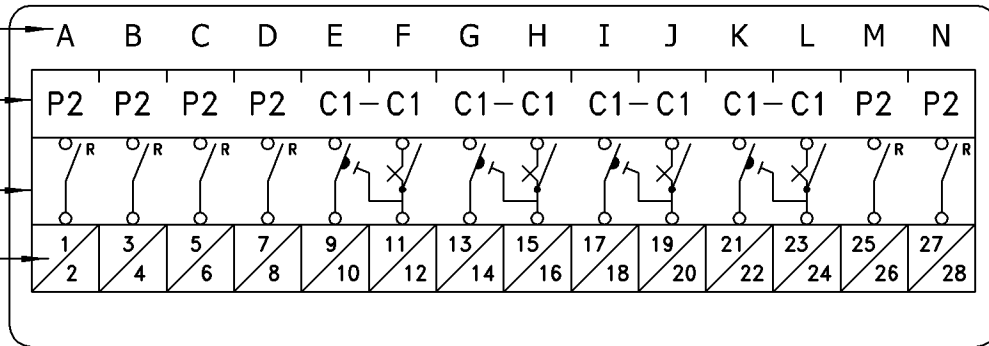 A B C D E F G H I J K L M N
P2 P2 P2 P2 C1-C1 C1-C1 C1-C1 C1-C1 P2 P2
R R R R R R
1 3 5 7 9 11 13 15 17 19 21 23 25 27
2 4 6 8 10 12 14 16 18 20 22 24 26 28